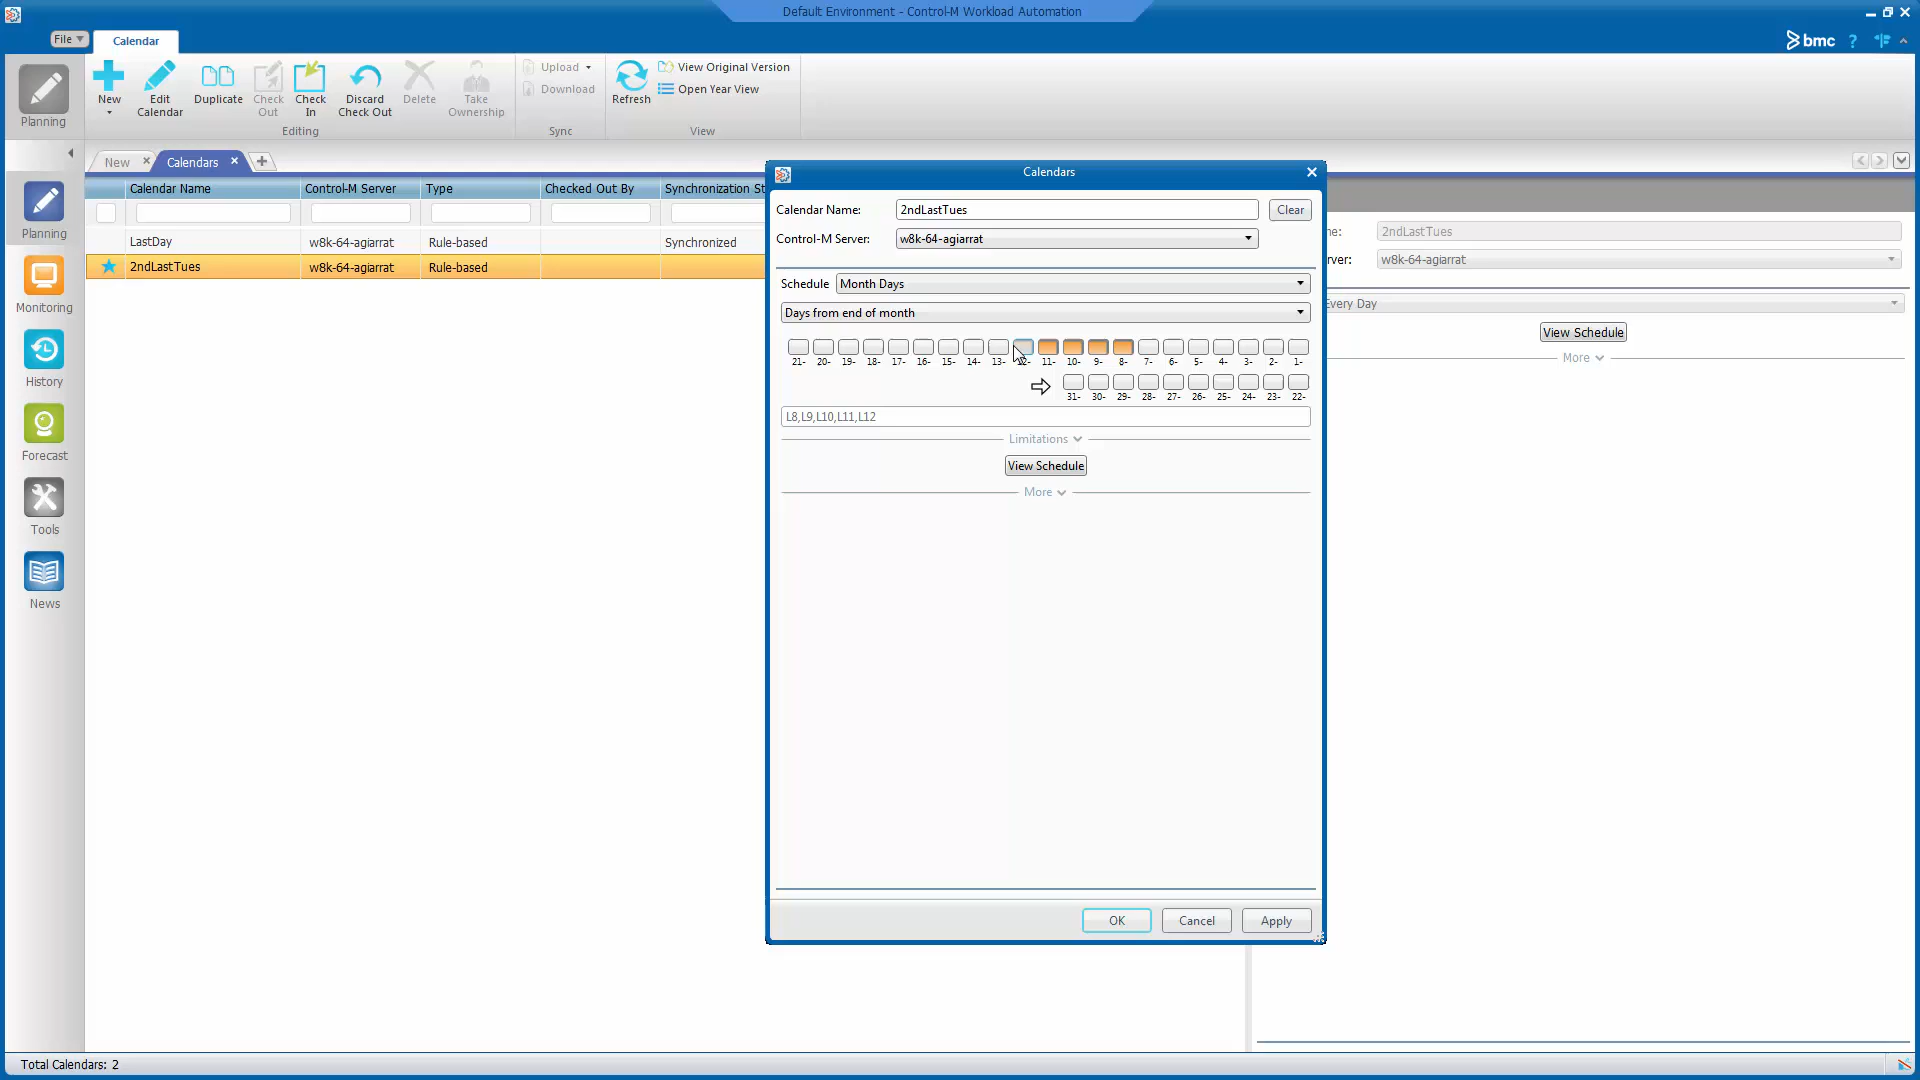 Default Environment - Control-M Workload Automation
File
Calendar
bmc
?
New
Edit Calendar
Duplicate
Check Out
Check In
Discard Check Out
Delete
Take Ownership
Editing
Upload
Download
Sync
Refresh
View Original Version
Open Year View
View
Planning
New
Calendars
Planning
Monitoring
History
Forecast
Tools
News
Calendar Name Control-M Server Type Checked Out By Synchronization St
LastDay w8k-64-agiarrat Rule-based Synchronized
2ndLastTues w8k-64-agiarrat Rule-based
Calendars
Calendar Name: 2ndLastTues Clear
Control-M Server: w8k-64-agiarrat
Schedule Month Days
Days from end of month
21- 20- 19- 18- 17- 16- 15- 14- 13- 12- 11- 10- 9- 8- 7- 6- 5- 4- 3- 2- 1-
31- 30- 29- 28- 27- 26- 25- 24- 23- 22-
L8,L9,L10,L11,L12
Limitations
View Schedule
More
OK Cancel Apply
ne: 2ndLastTues
rver: w8k-64-agiarrat
Every Day
View Schedule
More
Total Calendars: 2